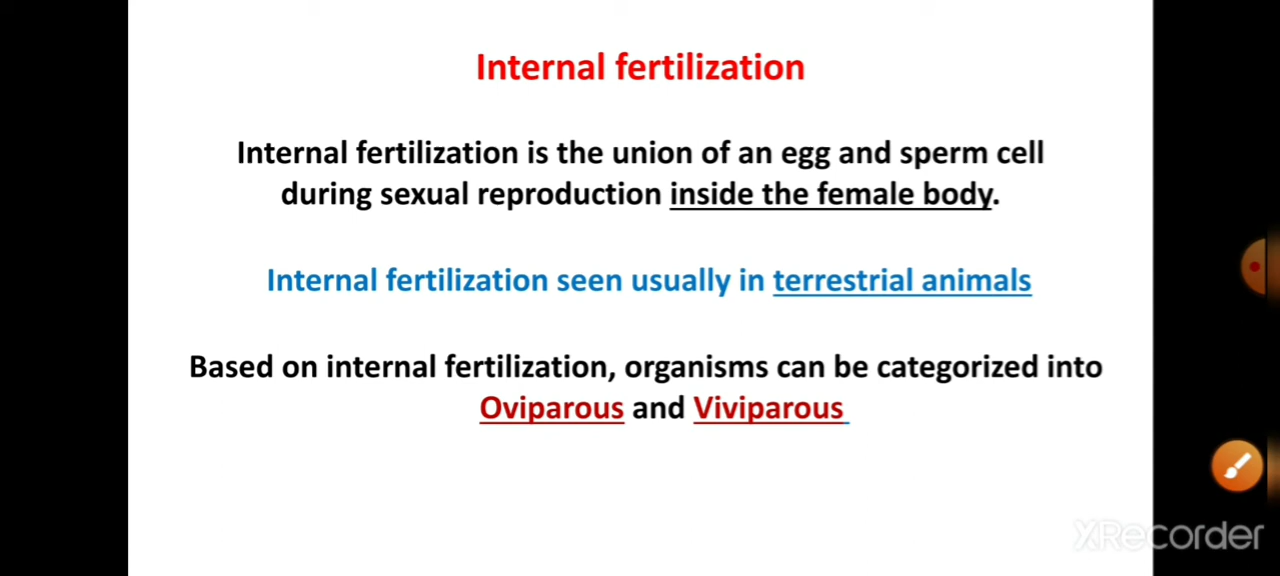 Internal fertilization
Internal fertilization is the union of an egg and sperm cell
during sexual reproduction inside the female body.
Internal fertilization seen usually in terrestrial animals
Based on internal fertilization, organisms can be categorized into
Oviparous and Viviparous
XRecorder